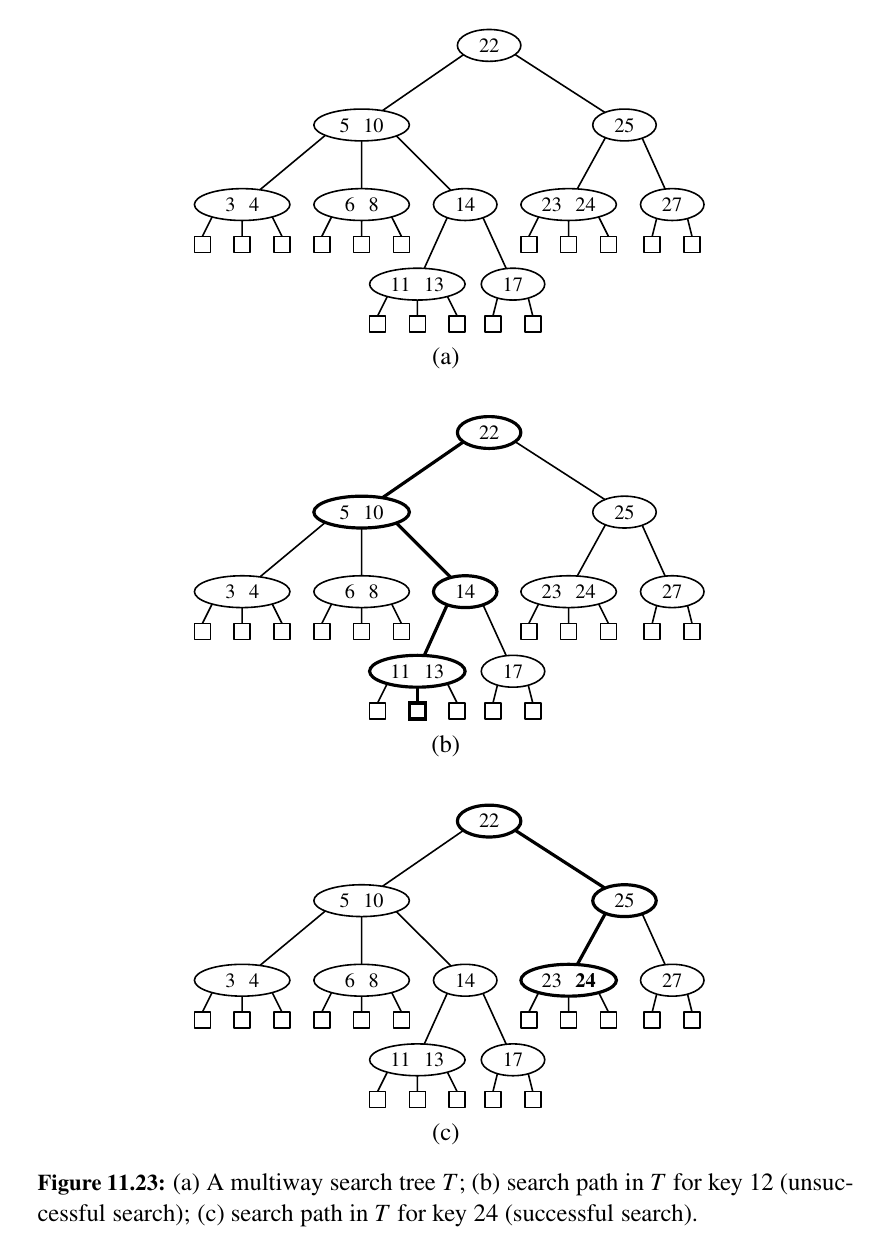 22
5 10 25
3 4 6 8 14 23 24 27
11 13 17
(a)
22
5 10 25
3 4 6 8 14 23 24 27
11 13 17
(b)
22
5 10 25
3 4 6 8 14 23 24 27
11 13 17
(c)
Figure 11.23: (a) A multiway search tree T; (b) search path in T for key 12 (unsuc-
cessful search); (c) search path in T for key 24 (successful search).